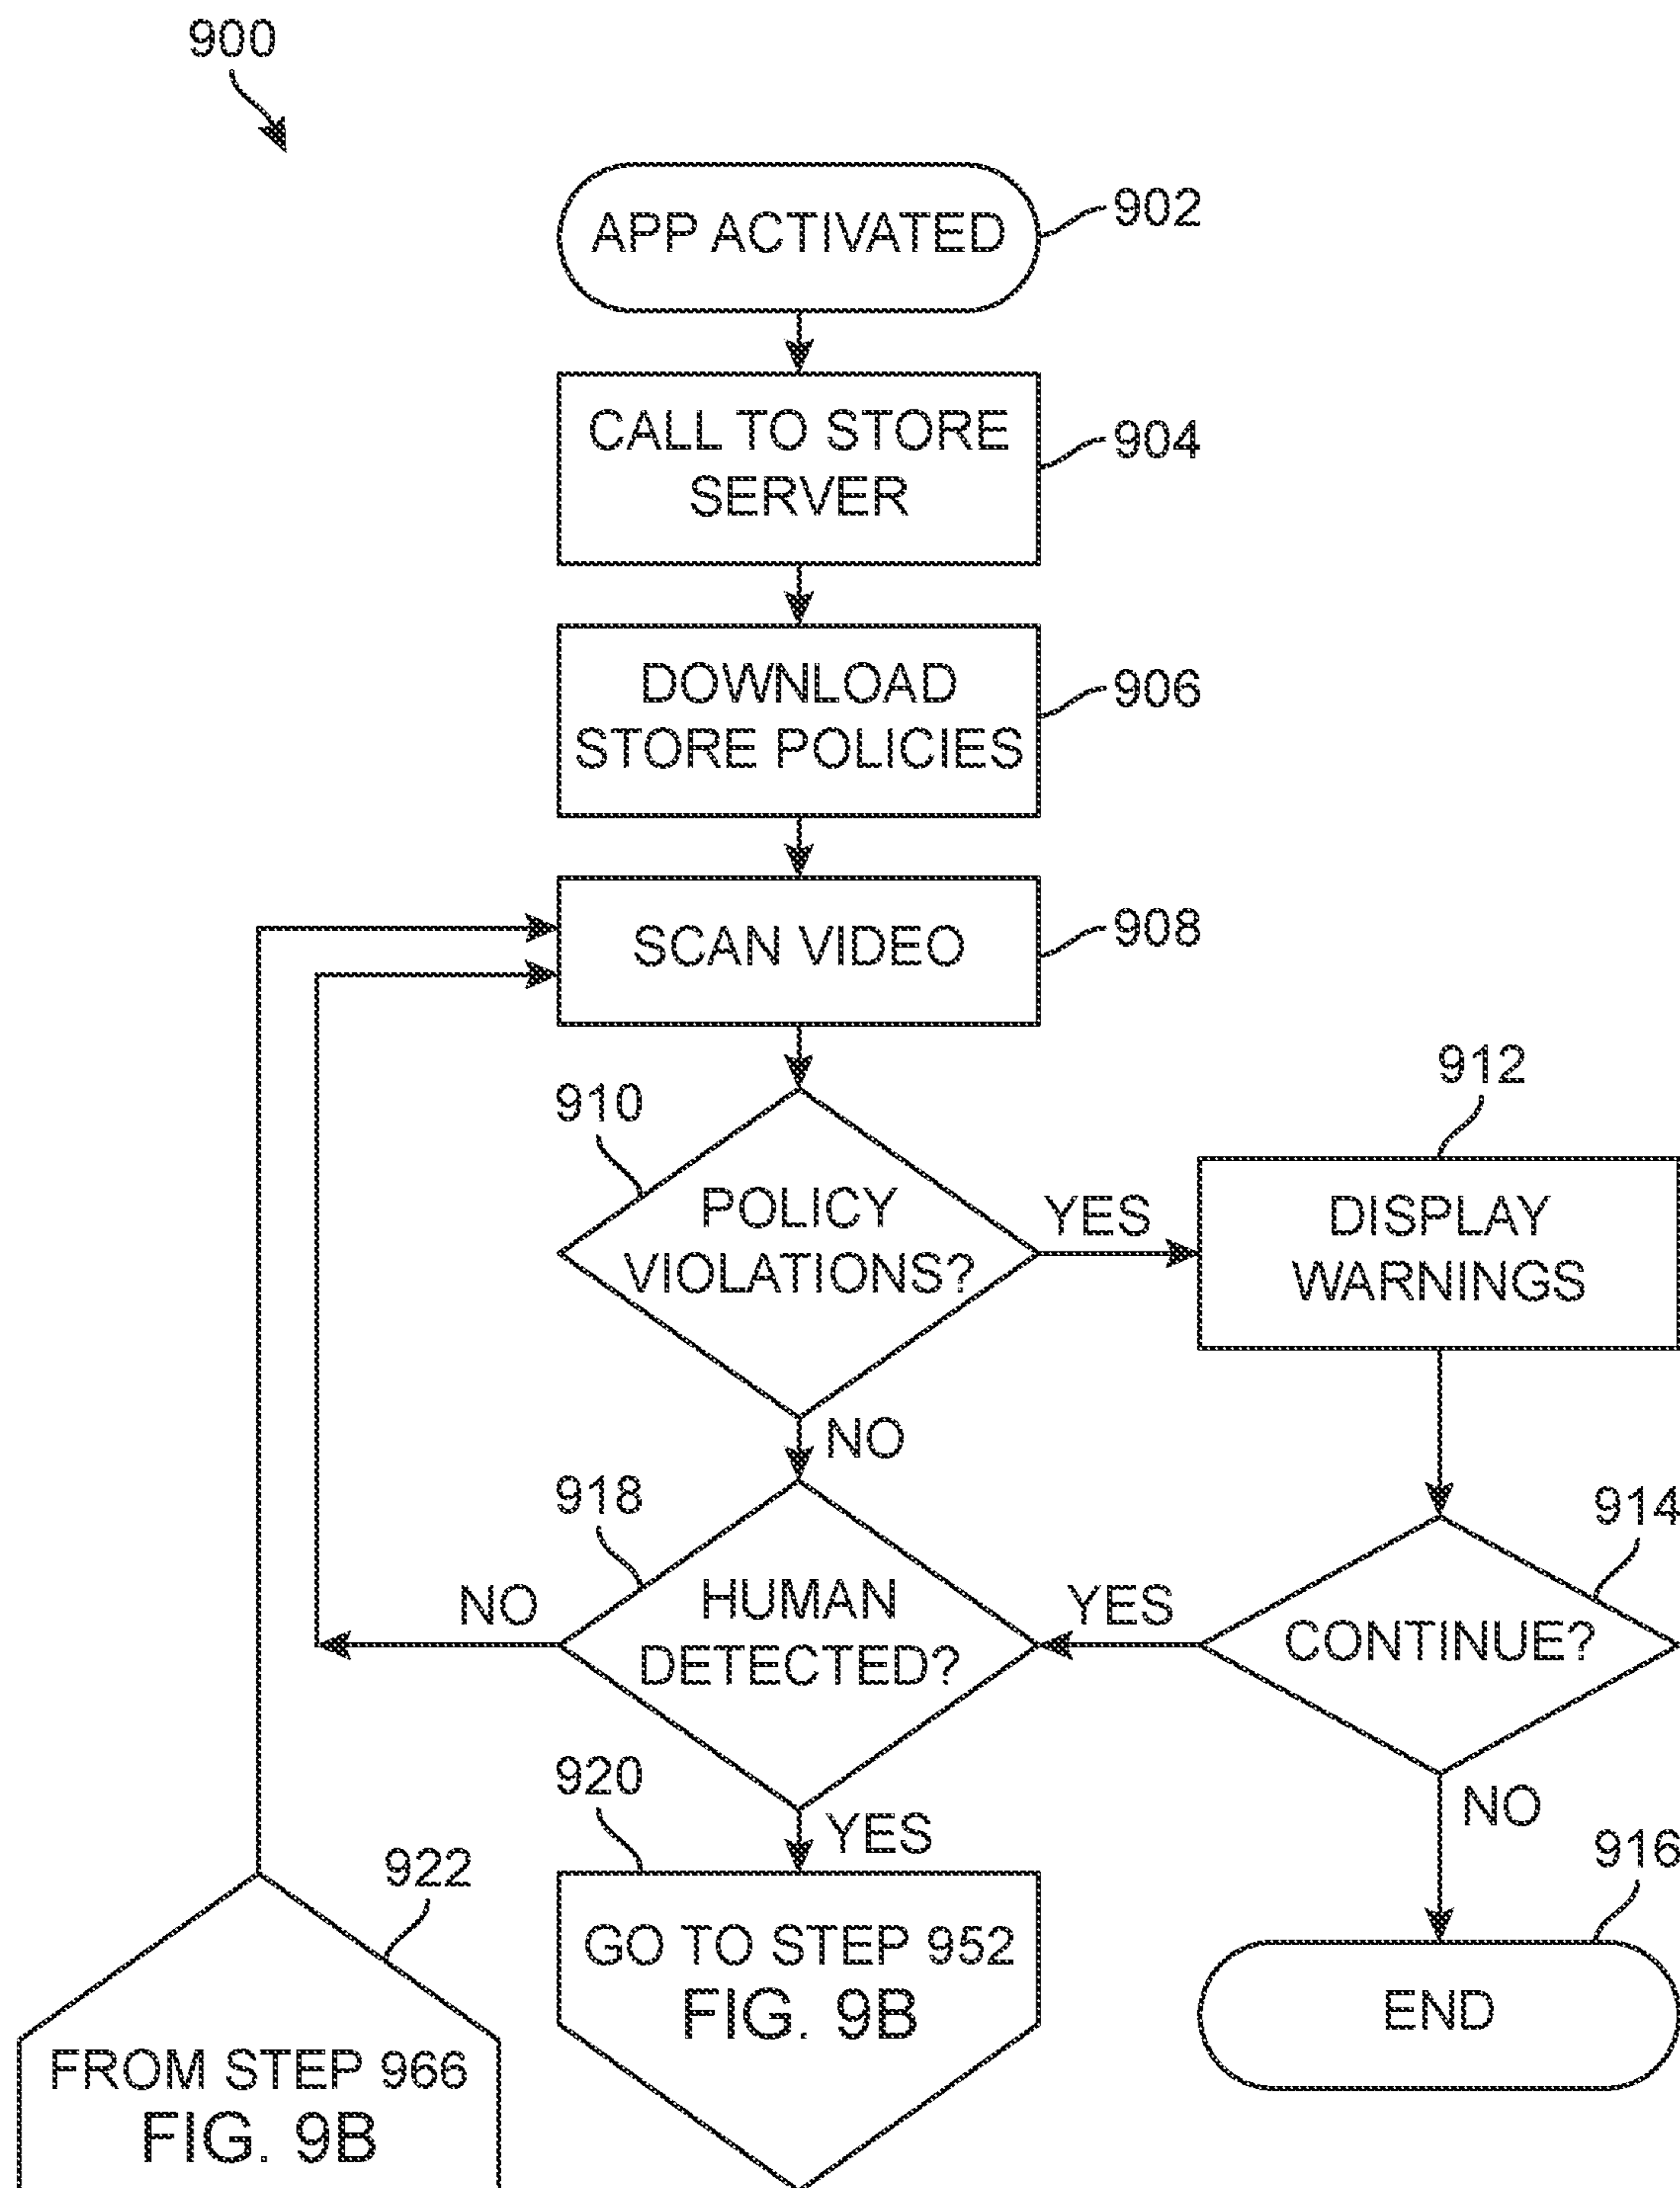 900
APP ACTIVATED
902
CALL TO STORE
SERVER
904
DOWNLOAD
STORE POLICIES
906
SCAN VIDEO
908
910
POLICY
VIOLATIONS?
YES
912
DISPLAY
WARNINGS
NO
918
HUMAN
DETECTED?
NO
YES
914
CONTINUE?
920
YES
NO
922
916
GO TO STEP 952
FIG. 9B
END
FROM STEP 966
FIG. 9B